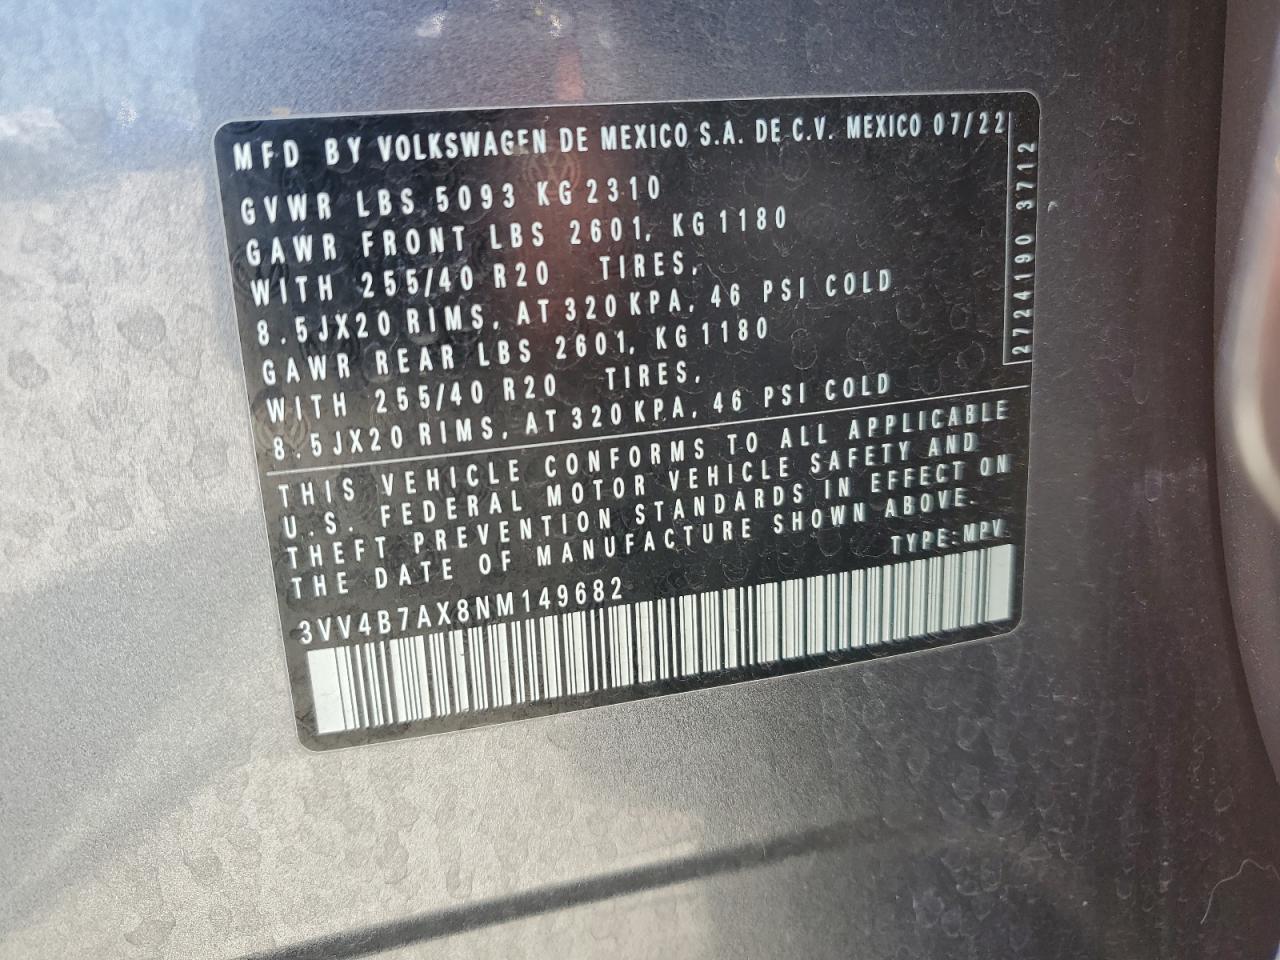 MFD BY VOLKSWAGEN DE MEXICO S.A. DE C.V. MEXICO 07/22
GVWR LBS 5093 KG 2310
GAWR FRONT LBS 2601, KG 1180
WITH 255/40 R20 TIRES,
8.5JX20 RIMS, AT 320 KPA, 46 PSI COLD
GAWR REAR LBS 2601, KG 1180
WITH 255/40 R20 TIRES,
8.5JX20 RIMS, AT 320 KPA, 46 PSI COLD
2724190 3712
THIS VEHICLE CONFORMS TO ALL APPLICABLE
U.S. FEDERAL MOTOR VEHICLE SAFETY AND
THEFT PREVENTION STANDARDS IN EFFECT ON
THE DATE OF MANUFACTURE SHOWN ABOVE.
TYPE: MPV
3VV4B7AX8NM149682